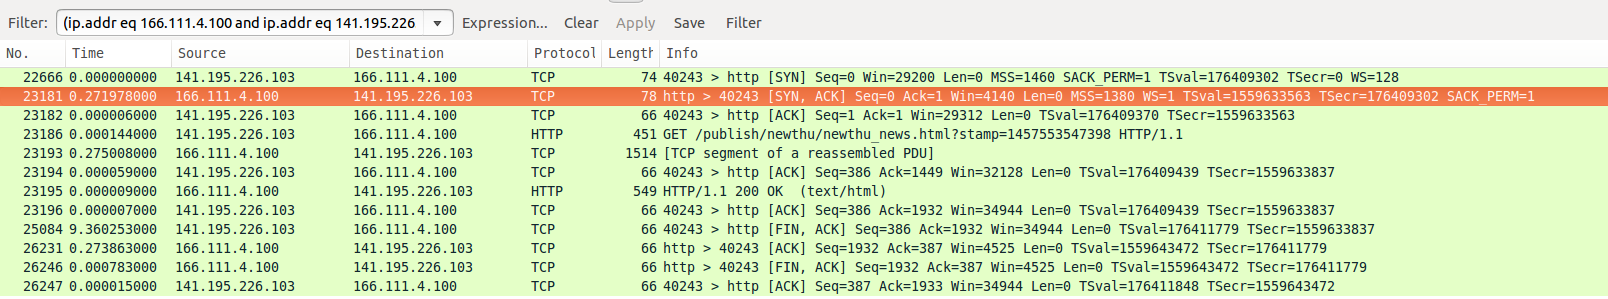 Filter: (ip.addr eq 166.111.4.100 and ip.addr eq 141.195.226 Expression... Clear Apply Save Filter
No. Time Source Destination Protocol Length Info
22666 0.000000000 141.195.226.103 166.111.4.100 TCP 74 40243 > http [SYN] Seq=0 Win=29200 Len=0 MSS=1460 SACK_PERM=1 TSval=176409302 TSecr=0 WS=128
23181 0.271978000 166.111.4.100 141.195.226.103 TCP 78 http > 40243 [SYN, ACK] Seq=0 Ack=1 Win=4140 Len=0 MSS=1380 WS=1 TSval=1559633563 TSecr=176409302 SACK_PERM=1
23182 0.000006000 141.195.226.103 166.111.4.100 TCP 66 40243 > http [ACK] Seq=1 Ack=1 Win=29312 Len=0 TSval=176409370 TSecr=1559633563
23186 0.000144000 141.195.226.103 166.111.4.100 HTTP 451 GET /publish/newthu/newthu_news.html?stamp=1457553547398 HTTP/1.1
23193 0.275008000 166.111.4.100 141.195.226.103 TCP 1514 [TCP segment of a reassembled PDU]
23194 0.000059000 141.195.226.103 166.111.4.100 TCP 66 40243 > http [ACK] Seq=386 Ack=1449 Win=32128 Len=0 TSval=176409439 TSecr=1559633837
23195 0.000009000 166.111.4.100 141.195.226.103 HTTP 549 HTTP/1.1 200 OK (text/html)
23196 0.000007000 141.195.226.103 166.111.4.100 TCP 66 40243 > http [ACK] Seq=386 Ack=1932 Win=34944 Len=0 TSval=176409439 TSecr=1559633837
25084 9.360253000 141.195.226.103 166.111.4.100 TCP 66 40243 > http [FIN, ACK] Seq=386 Ack=1932 Win=34944 Len=0 TSval=176411779 TSecr=1559633837
26231 0.273863000 166.111.4.100 141.195.226.103 TCP 66 http > 40243 [ACK] Seq=1932 Ack=387 Win=4525 Len=0 TSval=1559643472 TSecr=176411779
26246 0.000783000 166.111.4.100 141.195.226.103 TCP 66 http > 40243 [FIN, ACK] Seq=1932 Ack=387 Win=4525 Len=0 TSval=1559643472 TSecr=176411779
26247 0.000015000 141.195.226.103 166.111.4.100 TCP 66 40243 > http [ACK] Seq=387 Ack=1933 Win=34944 Len=0 TSval=176411848 TSecr=1559643472